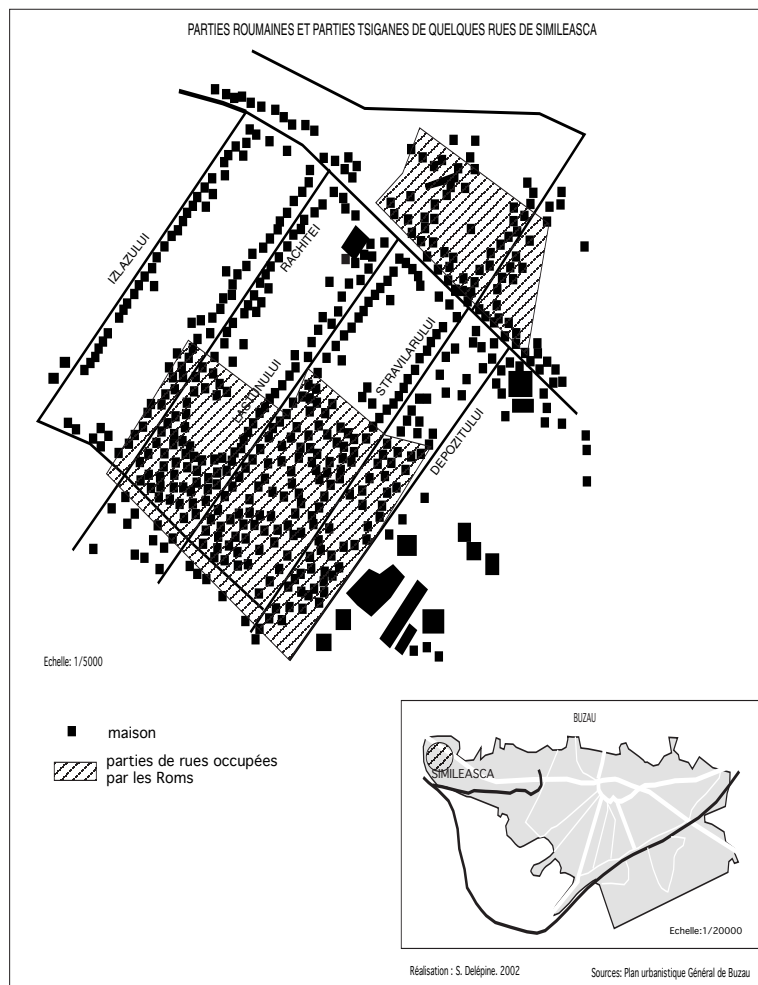 PARTIES ROUMAINES ET PARTIES TSIGANES DE QUELQUES RUES DE SIMILEASCA
IZLAZULUI
RACHITEI
CASTUNULUI
STRAVILARULUI
DEPOZITULUI
Echelle: 1/5000
maison
parties de rues occupées
par les Roms
BUZAU
SIMILEASCA
Echelle:1/20000
Réalisation : S. Delépine. 2002
Sources: Plan urbanistique Général de Buzau